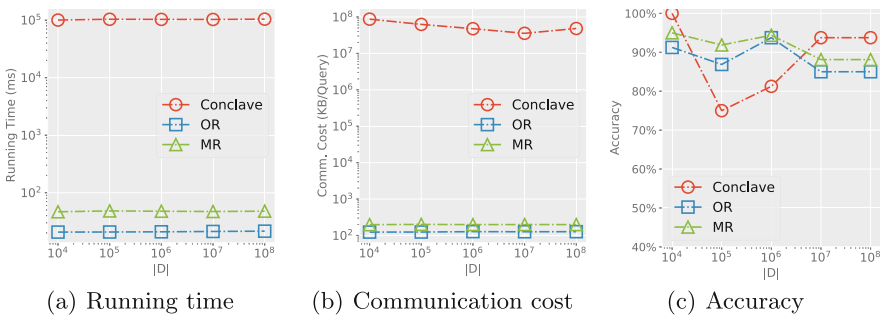 Running Time (ms)
10^5
10^4
10^3
10^2
Conclave
OR
MR
10^4 10^5 10^6 10^7 10^8
|D|
(a) Running time
Comm. Cost (KB/Query)
10^8
10^7
10^6
10^5
10^4
10^3
10^2
Conclave
OR
MR
10^4 10^5 10^6 10^7 10^8
|D|
(b) Communication cost
Accuracy
100%
90%
80%
70%
60%
50%
40%
Conclave
OR
MR
10^4 10^5 10^6 10^7 10^8
|D|
(c) Accuracy